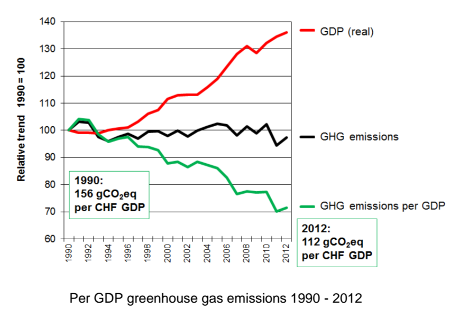 140
130
120
110
100
90
80
70
60
Relative trend 1990 = 100
1990
1992
1994
1996
1998
2000
2002
2004
2006
2008
2010
2012
GDP (real)
GHG emissions
GHG emissions per GDP
1990:
156 gCO₂eq
per CHF GDP
2012:
112 gCO₂eq
per CHF GDP
Per GDP greenhouse gas emissions 1990 - 2012